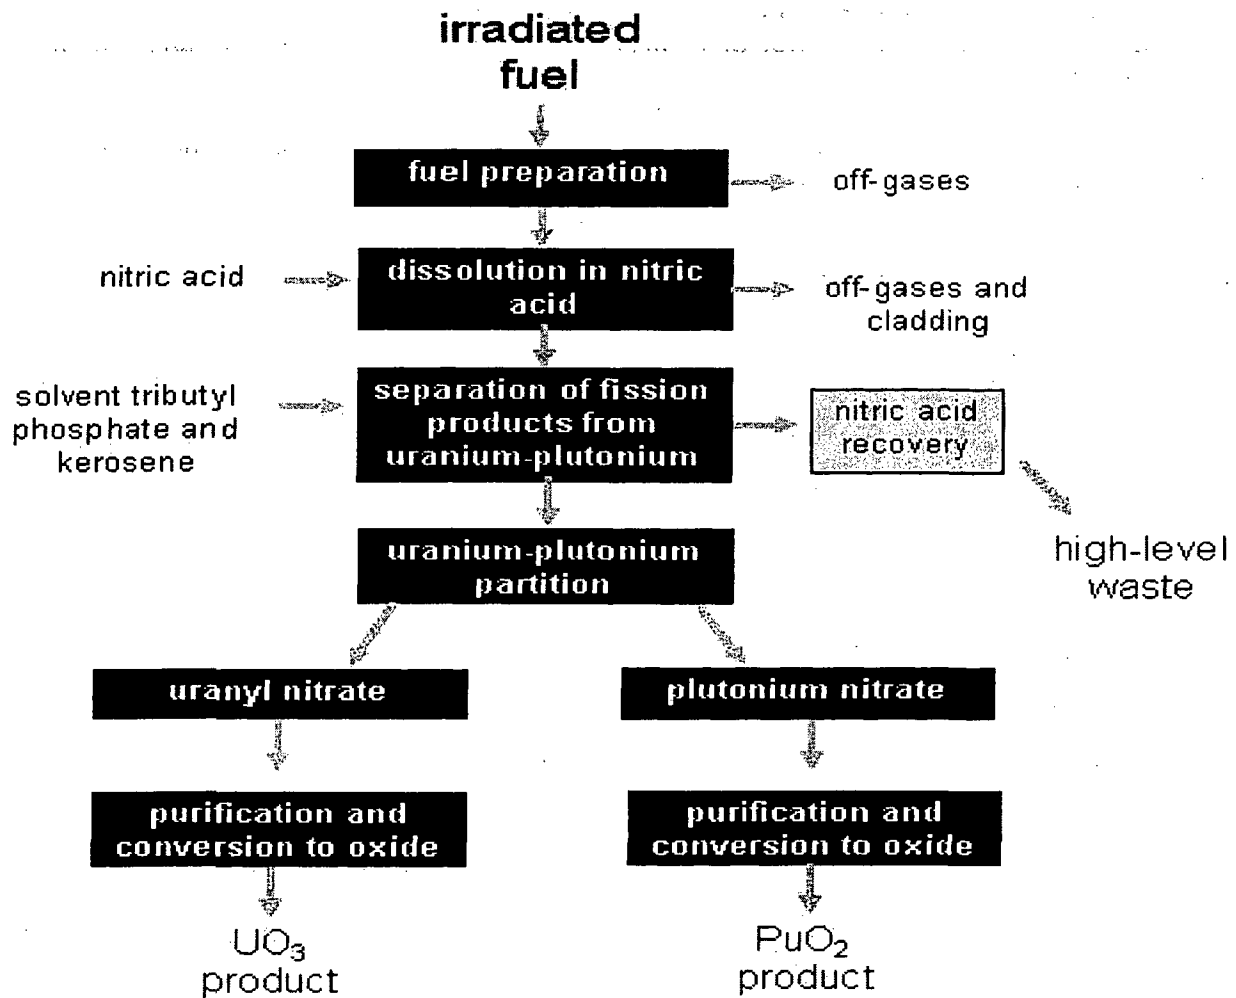 irradiated
fuel
fuel preparation
off-gases
nitric acid
dissolution in nitric
acid
off-gases and
cladding
solvent tributyl
phosphate and
kerosene
separation of fission
products from
uranium-plutonium
nitric acid
recovery
uranium-plutonium
partition
high-level
waste
uranyl nitrate
plutonium nitrate
purification and
conversion to oxide
purification and
conversion to oxide
UO₃
product
PuO₂
product